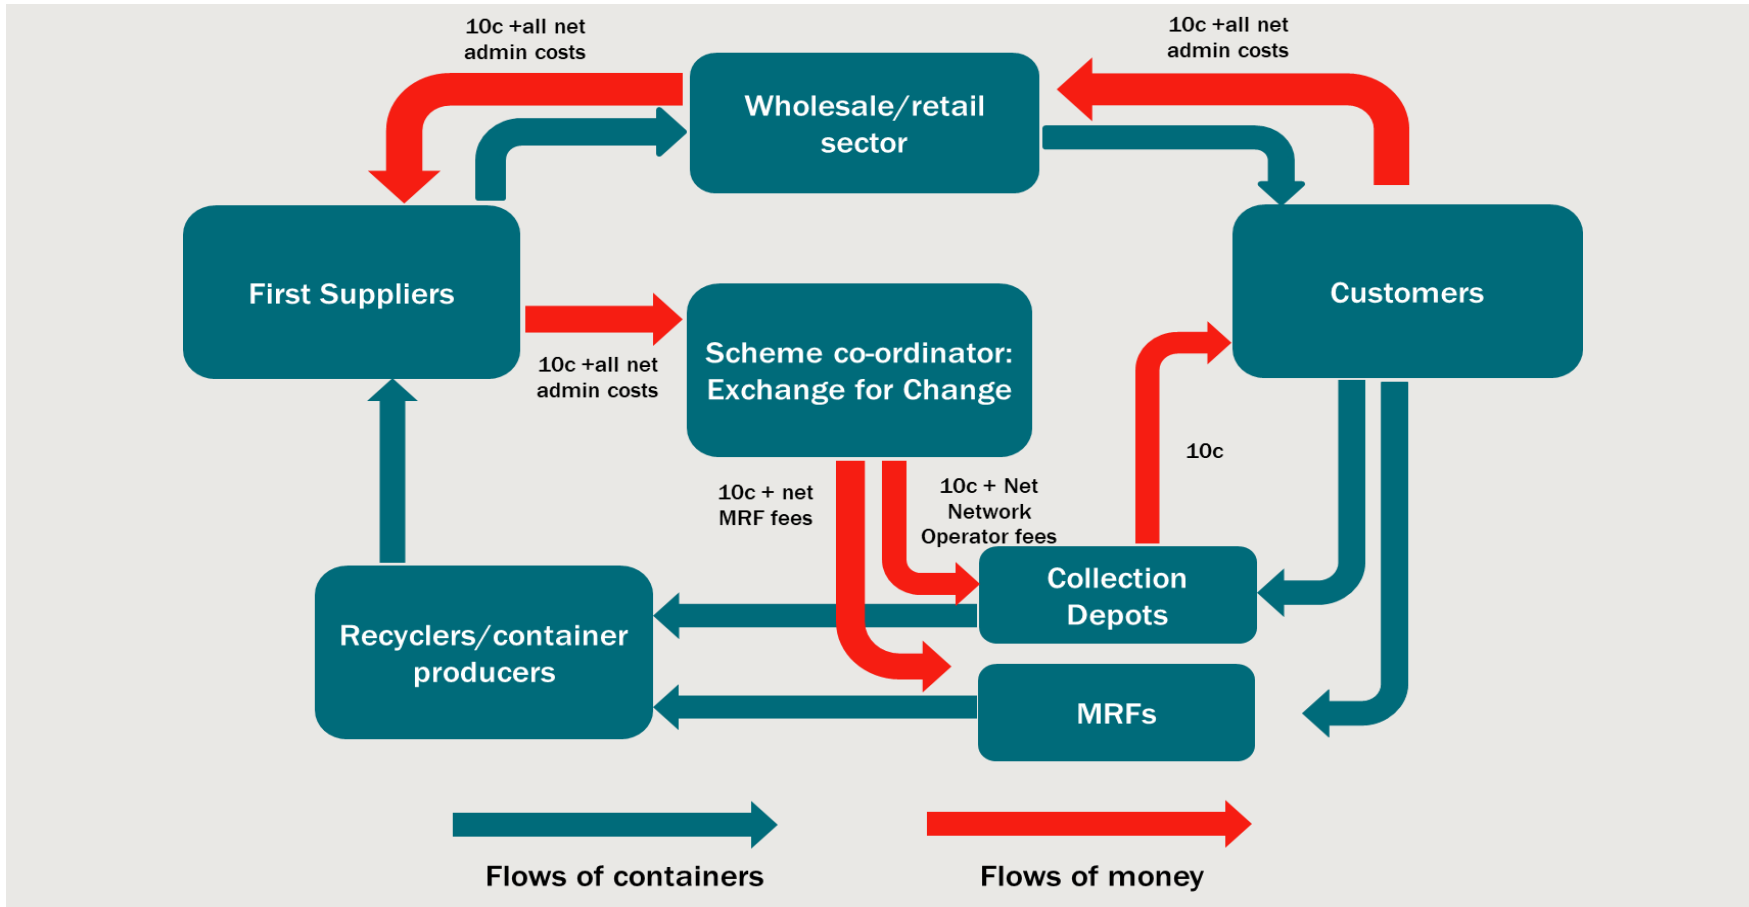 10c +all net
admin costs
10c +all net
admin costs
Wholesale/retail
sector
First Suppliers
Customers
10c +all net
admin costs
Scheme co-ordinator:
Exchange for Change
10c
10c + net
MRF fees
10c + Net
Network
Operator fees
Collection
Depots
Recyclers/container
producers
MRFs
Flows of containers
Flows of money